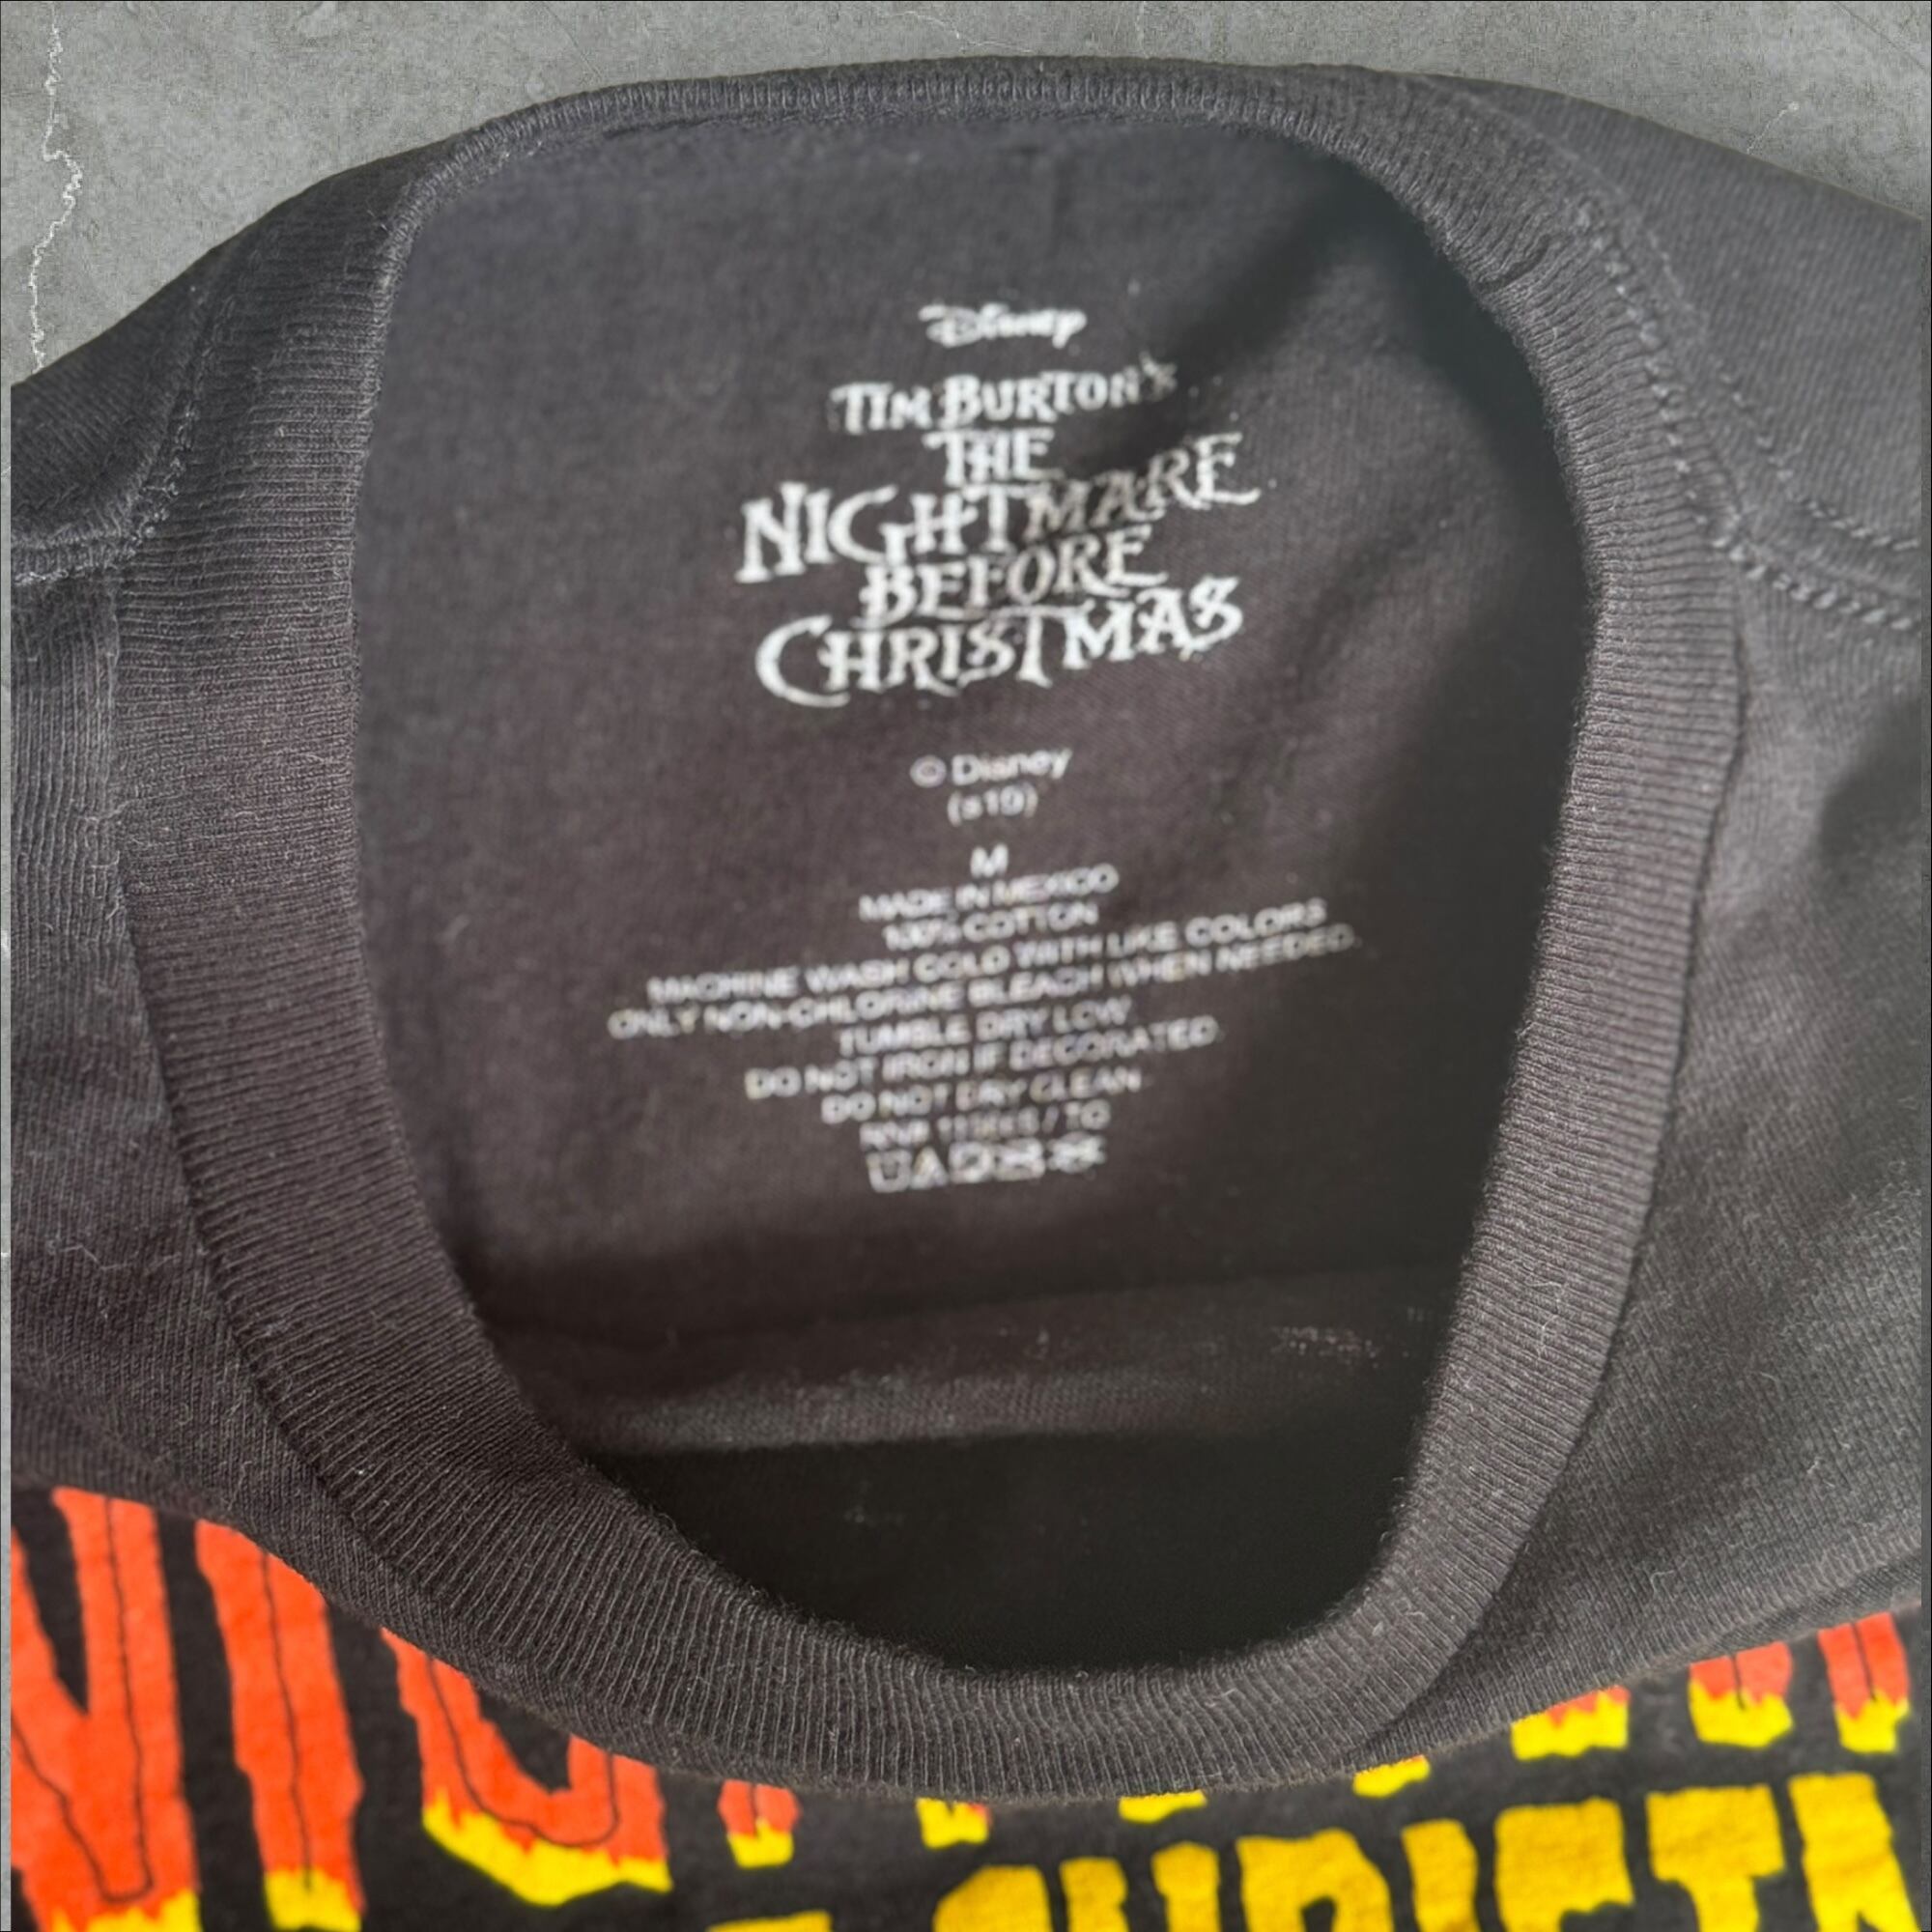 Disney
TIM BURTON'S
THE
NIGHTMARE
BEFORE
CHRISTMAS
© Disney
(s19)
M
MADE IN MEXICO
100% COTTON
MACHINE WASH COLD WITH LIKE COLORS
ONLY NON-CHLORINE BLEACH WHEN NEEDED.
TUMBLE DRY LOW.
DO NOT IRON IF DECORATED.
DO NOT DRY CLEAN